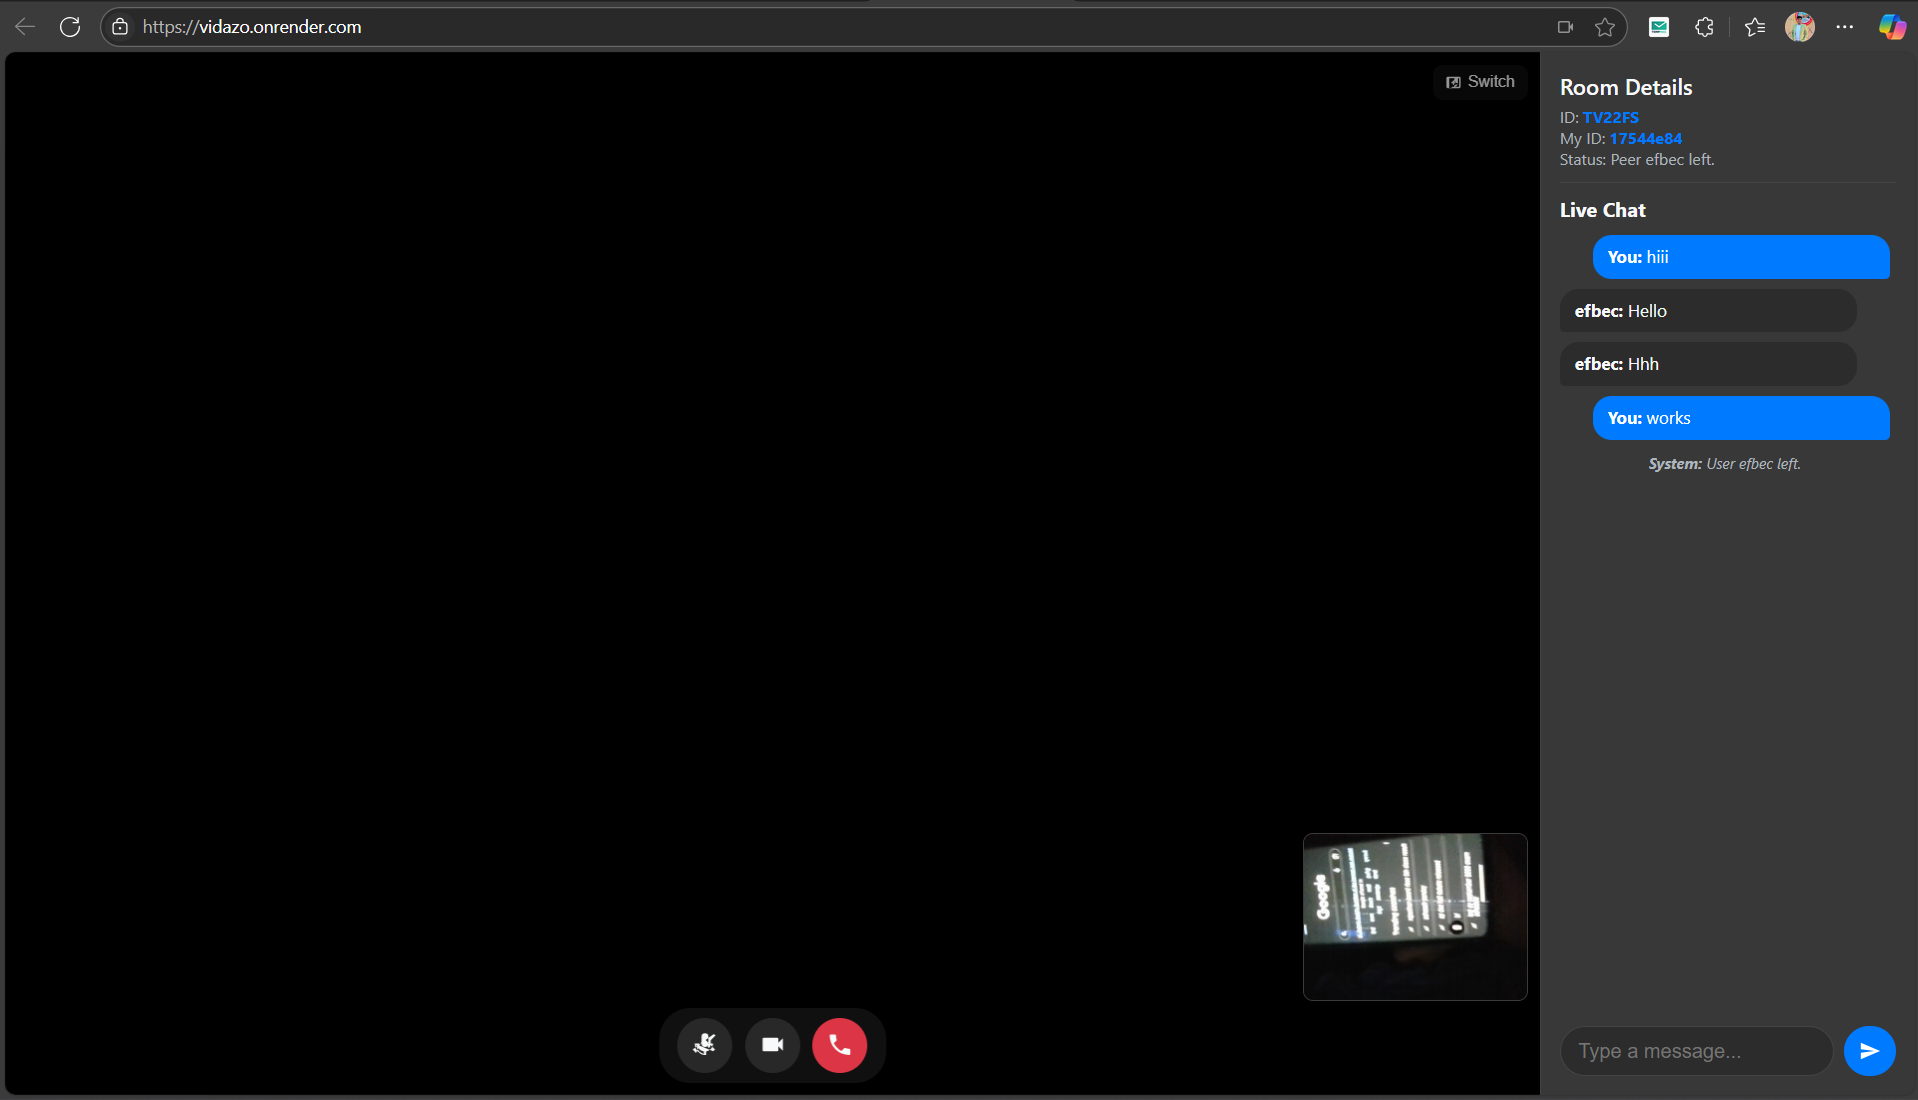 https://vidazo.onrender.com
Switch
Room Details
ID: TV22FS
My ID: 17544e84
Status: Peer efbec left.
Live Chat
You: hiii
efbec: Hello
efbec: Hhh
You: works
System: User efbec left.
Google
Type a message...